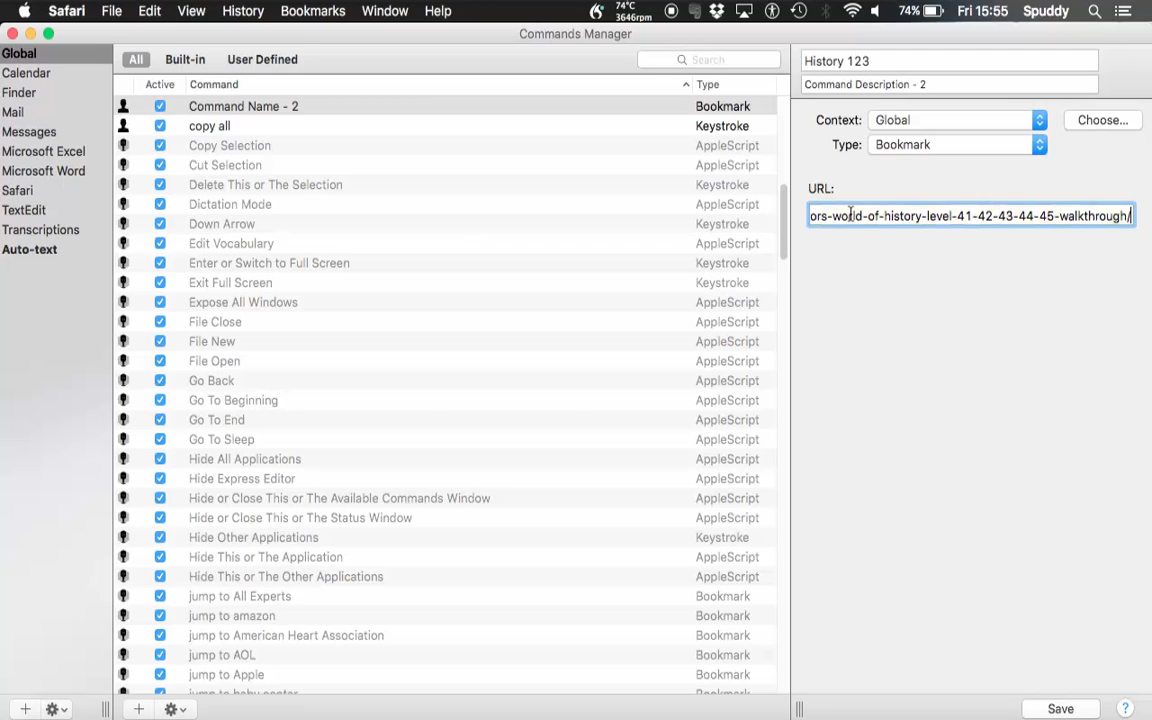 Safari File Edit View History Bookmarks Window Help 74°C 3646rpm 74% Fri 15:55 Spuddy
Commands Manager
Global
Calendar
Finder
Mail
Messages
Microsoft Excel
Microsoft Word
Safari
TextEdit
Transcriptions
Auto-text
All Built-in User Defined Search
Active Command Type
Command Name - 2 Bookmark
copy all Keystroke
Copy Selection AppleScript
Cut Selection AppleScript
Delete This or The Selection Keystroke
Dictation Mode AppleScript
Down Arrow Keystroke
Edit Vocabulary AppleScript
Enter or Switch to Full Screen Keystroke
Exit Full Screen Keystroke
Expose All Windows AppleScript
File Close AppleScript
File New AppleScript
File Open AppleScript
Go Back AppleScript
Go To Beginning AppleScript
Go To End AppleScript
Go To Sleep AppleScript
Hide All Applications AppleScript
Hide Express Editor AppleScript
Hide or Close This or The Available Commands Window AppleScript
Hide or Close This or The Status Window AppleScript
Hide Other Applications Keystroke
Hide This or The Application AppleScript
Hide This or The Other Applications AppleScript
jump to All Experts Bookmark
jump to amazon Bookmark
jump to American Heart Association Bookmark
jump to AOL Bookmark
jump to Apple Bookmark
jump to baby center Bookmark
History 123
Command Description - 2
Context: Global Choose...
Type: Bookmark
URL:
ors-world-of-history-level-41-42-43-44-45-walkthrough/
Save ?